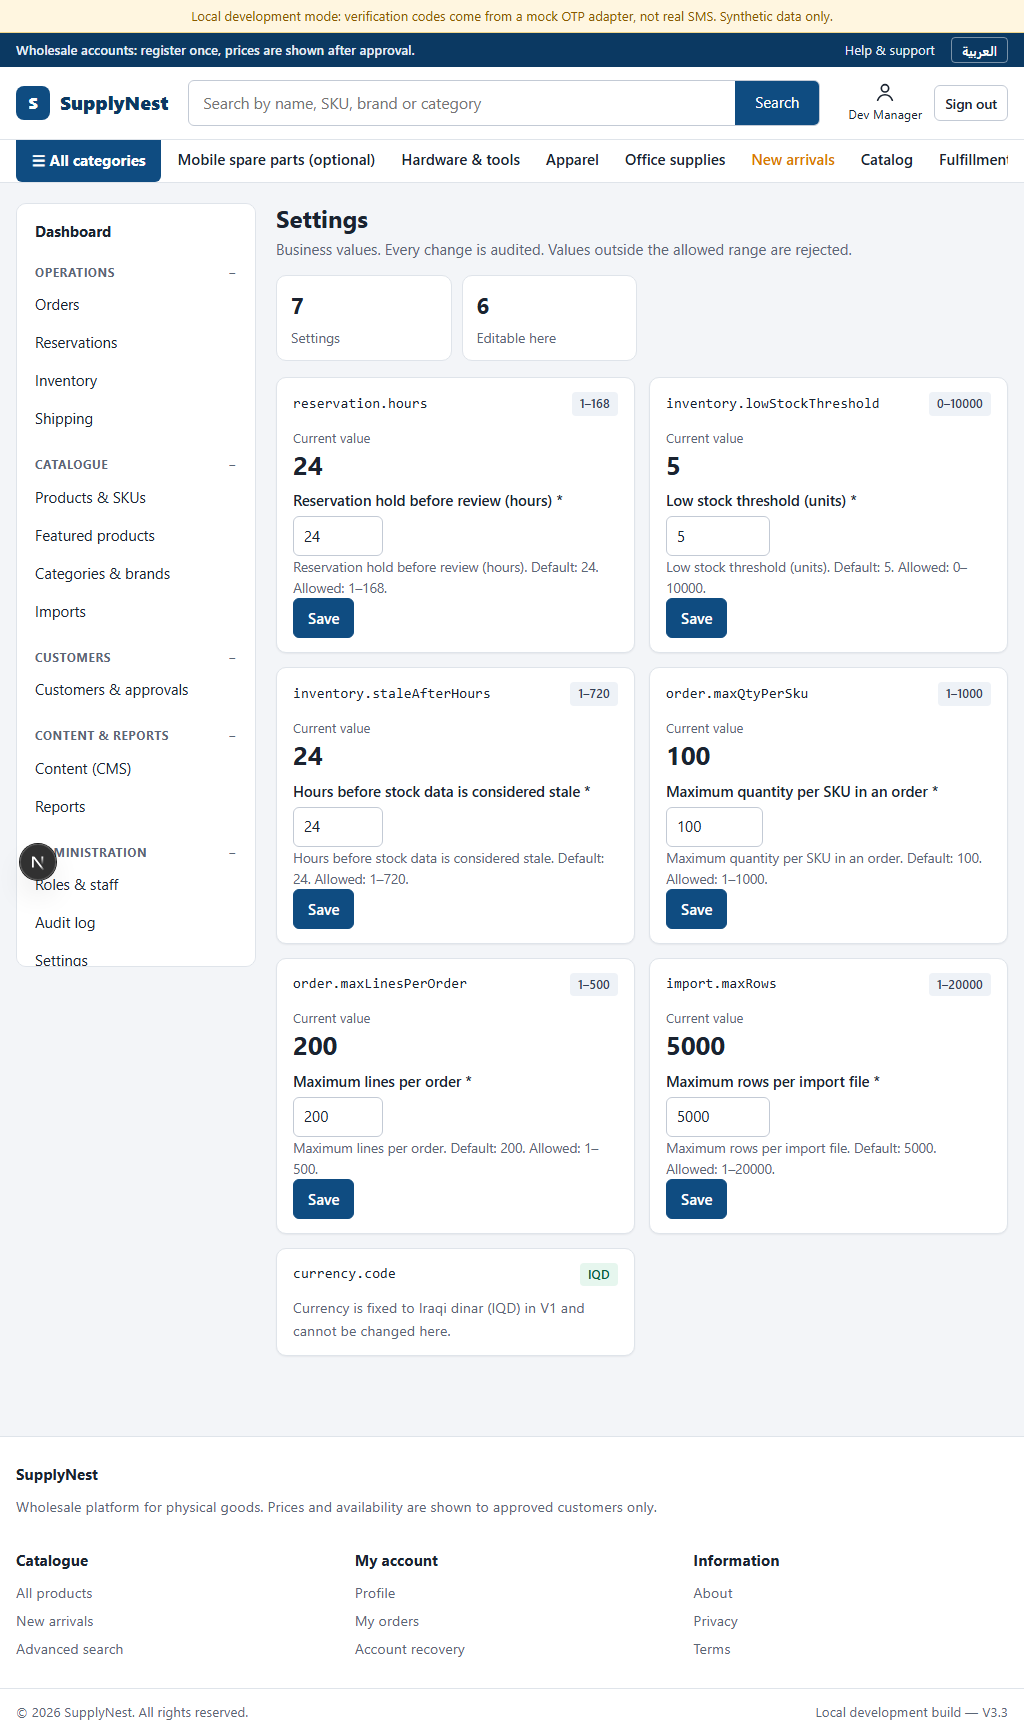 Local development mode: verification codes come from a mock OTP adapter, not real SMS. Synthetic data only.
Wholesale accounts: register once, prices are shown after approval.
Help & support
العربية
S
SupplyNest
Search by name, SKU, brand or category
Search
Dev Manager
Sign out
☰ All categories
Mobile spare parts (optional)
Hardware & tools
Apparel
Office supplies
New arrivals
Catalog
Fulfillment
Dashboard
OPERATIONS –
Orders
Reservations
Inventory
Shipping
CATALOGUE –
Products & SKUs
Featured products
Categories & brands
Imports
CUSTOMERS –
Customers & approvals
CONTENT & REPORTS –
Content (CMS)
Reports
N
MINISTRATION –
Roles & staff
Audit log
Settings
Settings
Business values. Every change is audited. Values outside the allowed range are rejected.
7
Settings
6
Editable here
reservation.hours
1–168
Current value
24
Reservation hold before review (hours) *
24
Reservation hold before review (hours). Default: 24.
Allowed: 1–168.
Save
inventory.lowStockThreshold
0–10000
Current value
5
Low stock threshold (units) *
5
Low stock threshold (units). Default: 5. Allowed: 0–
10000.
Save
inventory.staleAfterHours
1–720
Current value
24
Hours before stock data is considered stale *
24
Hours before stock data is considered stale. Default:
24. Allowed: 1–720.
Save
order.maxQtyPerSku
1–1000
Current value
100
Maximum quantity per SKU in an order *
100
Maximum quantity per SKU in an order. Default: 100.
Allowed: 1–1000.
Save
order.maxLinesPerOrder
1–500
Current value
200
Maximum lines per order *
200
Maximum lines per order. Default: 200. Allowed: 1–
500.
Save
import.maxRows
1–20000
Current value
5000
Maximum rows per import file *
5000
Maximum rows per import file. Default: 5000.
Allowed: 1–20000.
Save
currency.code
IQD
Currency is fixed to Iraqi dinar (IQD) in V1 and
cannot be changed here.
SupplyNest
Wholesale platform for physical goods. Prices and availability are shown to approved customers only.
Catalogue
All products
New arrivals
Advanced search
My account
Profile
My orders
Account recovery
Information
About
Privacy
Terms
© 2026 SupplyNest. All rights reserved.
Local development build — V3.3